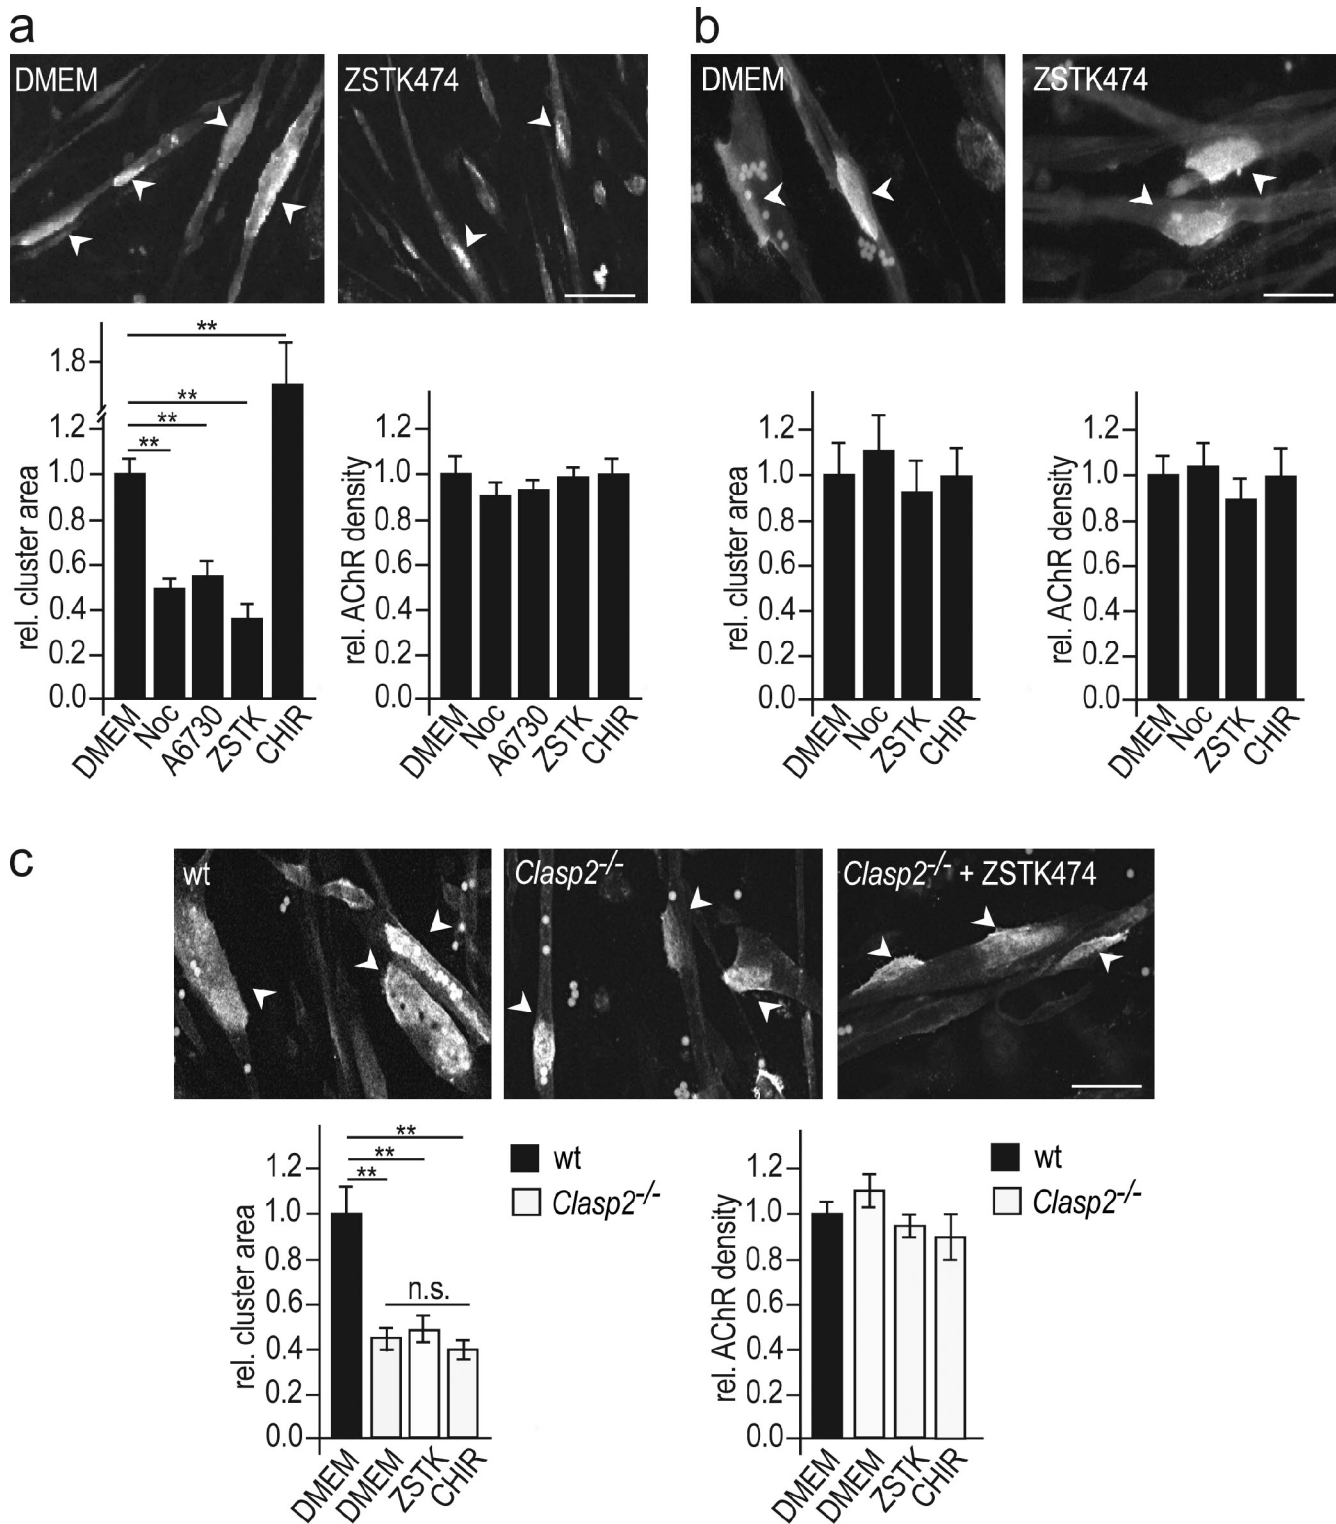 a
DMEM
ZSTK474
b
DMEM
ZSTK474
rel. cluster area
1.8
1.2
1.0
0.8
0.6
0.4
0.2
0.0
**
**
**
**
DMEM
Noc
A6730
ZSTK
CHIR
rel. AChR density
1.2
1.0
0.8
0.6
0.4
0.2
0.0
DMEM
Noc
A6730
ZSTK
CHIR
rel. cluster area
1.2
1.0
0.8
0.6
0.4
0.2
0.0
DMEM
Noc
ZSTK
CHIR
rel. AChR density
1.2
1.0
0.8
0.6
0.4
0.2
0.0
DMEM
Noc
ZSTK
CHIR
c
wt
Clasp2-/-
Clasp2-/- + ZSTK474
rel. cluster area
1.2
1.0
0.8
0.6
0.4
0.2
0.0
**
**
**
n.s.
wt
Clasp2-/-
DMEM
DMEM
ZSTK
CHIR
rel. AChR density
1.2
1.0
0.8
0.6
0.4
0.2
0.0
wt
Clasp2-/-
DMEM
DMEM
ZSTK
CHIR